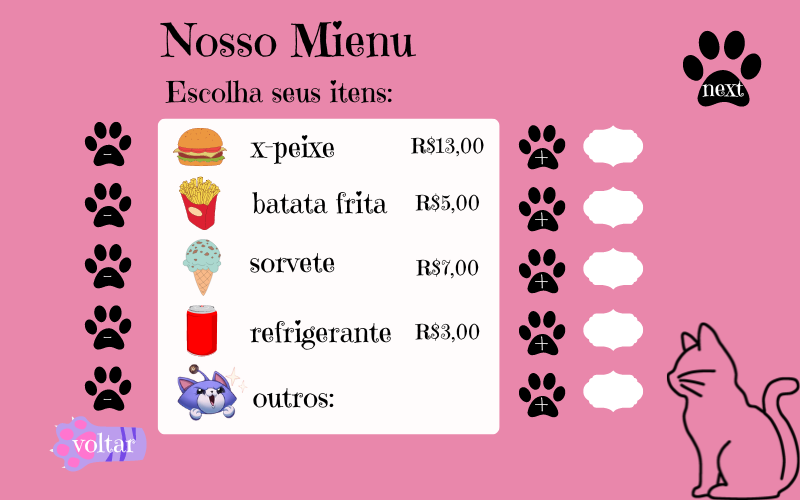 Nosso Mienu
Escolha seus itens:
next
- x-peixe R$13,00 +
- batata frita R$5,00 +
- sorvete R$7,00 +
- refrigerante R$3,00 +
- outros: +
voltar